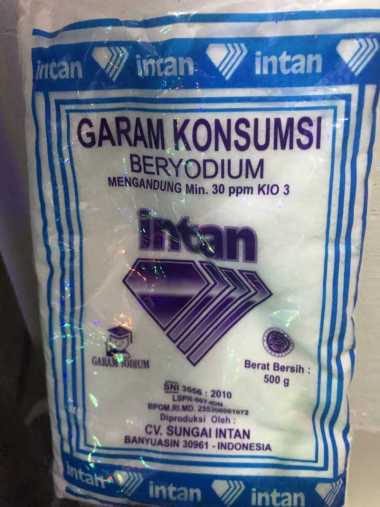 intan intan intan
GARAM KONSUMSI
BERYODIUM
MENGANDUNG Min. 30 ppm KIO 3
intan
GARAM YODIUM
Berat Bersih :
500 g
SNI 3556 : 2010
BPOM.RI.MD.
Diproduksi Oleh :
CV. SUNGAI INTAN
BANYUASIN 30961 - INDONESIA
intan intan intan intan